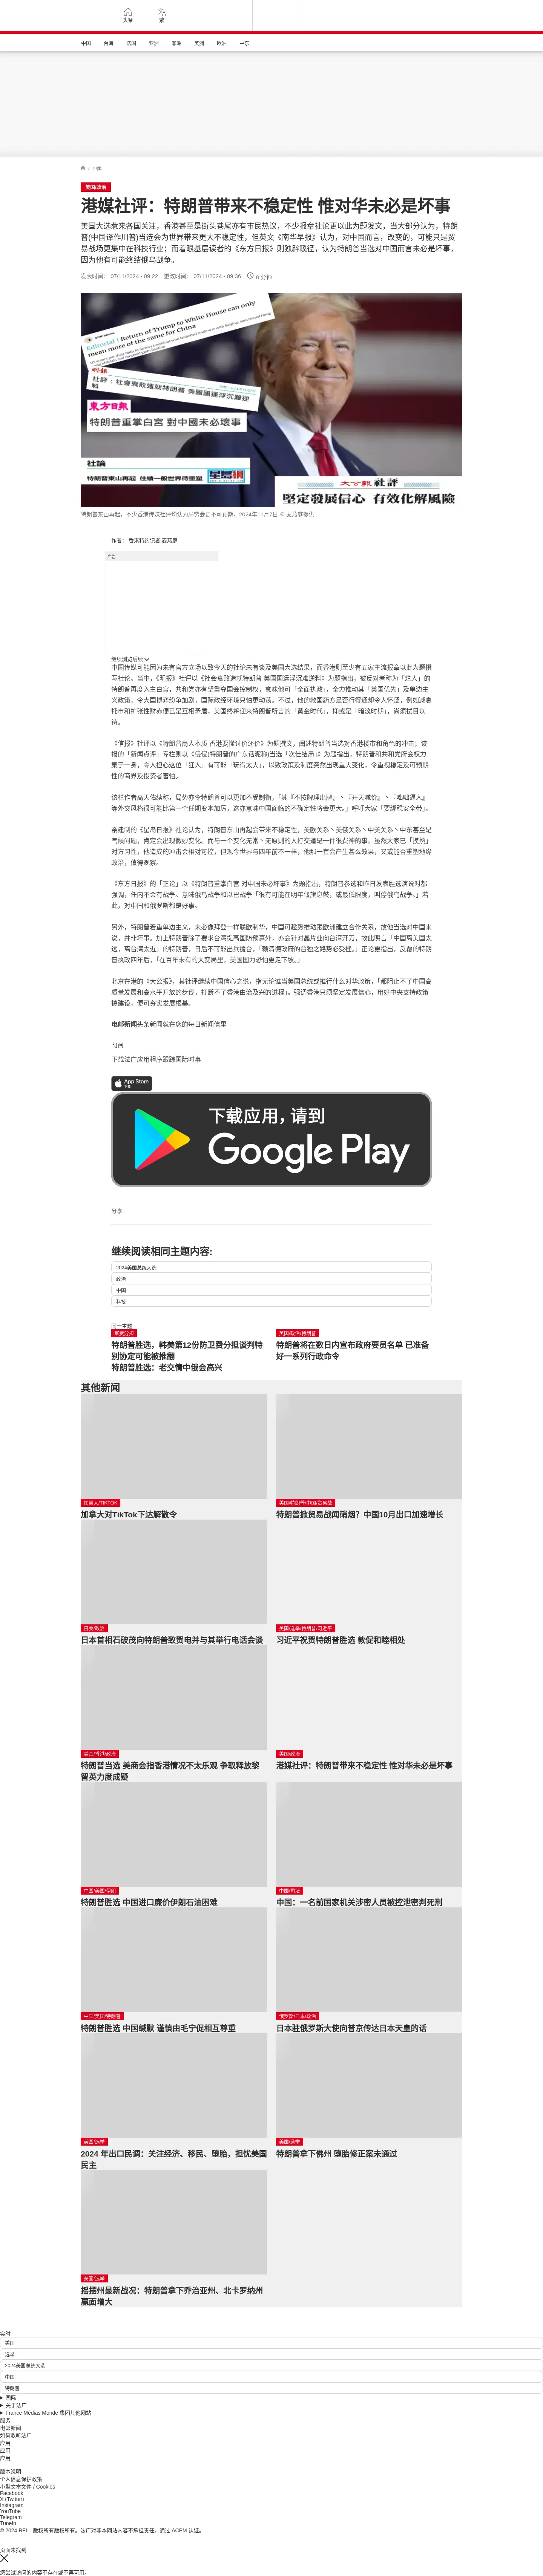 头条
繁
中国
台海
法国
亚洲
非洲
美洲
欧洲
中东
/ 中国
美国/政治
港媒社评：特朗普带来不稳定性 惟对华未必是坏事
美国大选惹来各国关注，香港甚至是街头巷尾亦有市民热议，不少报章社论更以此为题发文，当大部分认为，特朗
普(中国译作川普)当选会为世界带来更大不稳定性，但英文《南华早报》认为，对中国而言，改变的，可能只是贸
易战场更集中在科技行业；而着眼基层读者的《东方日报》则独辟蹊径，认为特朗普当选对中国而言未必是坏事，
因为他有可能终结俄乌战争。
发表时间： 07/11/2024 - 09:22 更改时间： 07/11/2024 - 09:36 8 分钟
Editorial | Return of Trump to White House can only
mean more of the same for China
明報
社評：社會衰敗造就特朗普 美國國運浮沉難逆料
東方日報
特朗普重掌白宮 對中國未必壞事
社論
特朗普東山再起 往績一般世界待重塑
星島網
大公報 社評
堅定發展信心 有效化解風險
特朗普东山再起，不少香港传媒社评均认为局势会更不可预期。2024年11月7日 © 麦燕庭提供
作者： 香港特约记者 麦燕庭
广告
继续浏览后续
中国传媒可能因为未有官方立场以致今天的社论未有谈及美国大选结果，而香港则至少有五家主流报章以此为题撰
写社论。当中，《明报》社评以《社会衰败造就特朗普 美国国运浮沉难逆料》为题指出，被反对者称为「烂人」的
特朗普再度入主白宫，共和党亦有望重夺国会控制权，意味他可「全面执政」，全力推动其「美国优先」及单边主
义政策，令大国博弈纷争加剧，国际政经环境只怕更动荡。不过，他的救国药方是否行得通却令人怀疑，例如减息
托市和扩张性财赤便已是互相矛盾，美国终将迎来特朗普所言的「黄金时代」，抑或是「暗淡时期」，尚须拭目以
待。
《信报》社评以《特朗普商人本质 香港要懂讨价还价》为题撰文，阐述特朗普当选对香港楼市和角色的冲击；该
报的「新闻点评」专栏则以《侵侵(特朗普的广东话昵称)当选「次佳结局」》为题指出、特朗普和共和党府会权力
集于一身，令人担心这位「狂人」有可能「玩得太大」，以致政策及制度突然出现重大变化，令重视稳定及可预期
性的商界及投资者害怕。
该栏作者高天佑续称，局势亦令特朗普可以更加不受制衡，「其『不按牌理出牌』丶『开天喊价』丶『咄咄逼人』
等外交风格很可能比第一个任期变本加厉，这亦意味中国面临的不确定性将会更大。」呼吁大家「要绑稳安全带」。
亲建制的《星岛日报》社论认为，特朗普东山再起会带来不稳定性，美欧关系丶美俄关系丶中美关系丶中东甚至是
气候问题，肯定会出现微妙变化。而与一个变化无常丶无原则的人打交道是一件很费神的事。虽然大家已「摸熟」
对方习性，他造成的冲击会相对可控，但现今世界与四年前不一样，他那一套会产生甚么效果，又或能否重塑地缘
政治，值得观察。
《东方日报》的「正论」以《特朗普重掌白宫 对中国未必坏事》为题指出，特朗普参选和昨日发表胜选演说时都
强调，任内不会有战争。意味俄乌战争和以巴战争「很有可能在明年偃旗息鼓，或最低限度，叫停俄乌战争。」若
此，对中国和俄罗斯都是好事。
另外，特朗普着重单边主义，未必像拜登一样联欧制华，中国可趁势推动跟欧洲建立合作关系，故他当选对中国来
说，并非坏事。加上特朗普除了要求台湾提高国防预算外，亦会针对晶片业向台湾开刀，故此明言「中国离美国太
远，离台湾太近」的特朗普，日后不可能出兵援台，「赖清德政府的台独之路势必受挫。」正论更指出，反覆的特朗
普执政四年后，「在百年未有的大变局里，美国国力恐怕更走下坡。」
北京在港的《大公报》，其社评继续中国信心之说，指无论谁当美国总统或推行什么对华政策，「都阻止不了中国高
质量发展和高水平开放的步伐，打断不了香港由治及兴的进程」。强调香港只须坚定发展信心，用好中央支持政策
搞建设，便可夯实发展根基。
电邮新闻头条新闻就在您的每日新闻信里
订阅
下载法广应用程序跟踪国际时事
App Store
下载应用，请到
Google Play
分享 :
继续阅读相同主题内容:
2024美国总统大选
政治
中国
科技
同一主题
军费分担
特朗普胜选，韩美第12份防卫费分担谈判特
别协定可能被推翻
特朗普胜选：老交情中俄会高兴
美国/政治/特朗普
特朗普将在数日内宣布政府要员名单 已准备
好一系列行政命令
其他新闻
加拿大/TIKTOK
加拿大对TikTok下达解散令
美国/特朗普/中国/贸易战
特朗普掀贸易战闻硝烟？中国10月出口加速增长
日美/政治
日本首相石破茂向特朗普致贺电并与其举行电话会谈
美国/选举/特朗普/习近平
习近平祝贺特朗普胜选 敦促和睦相处
美国/香港/政治
特朗普当选 美商会指香港情况不太乐观 争取释放黎
智英力度成疑
美国/政治
港媒社评：特朗普带来不稳定性 惟对华未必是坏事
中国/美国/伊朗
特朗普胜选 中国进口廉价伊朗石油困难
中国/司法
中国：一名前国家机关涉密人员被控泄密判死刑
中国/美国/特朗普
特朗普胜选 中国缄默 谨慎由毛宁促相互尊重
俄罗斯/日本/政治
日本驻俄罗斯大使向普京传达日本天皇的话
美国/选举
2024 年出口民调：关注经济、移民、堕胎，担忧美国
民主
美国/选举
特朗普拿下佛州 堕胎修正案未通过
美国/选举
摇摆州最新战况：特朗普拿下乔治亚州、北卡罗纳州
赢面增大
实时
美国
选举
2024美国总统大选
中国
特朗普
国际
关于法广
France Médias Monde 集团其他网站
服务
电邮新闻
如何收听法广
应用
应用
应用
版本说明
个人信息保护政策
小型文本文件 / Cookies
Facebook
X (Twitter)
Instagram
YouTube
Telegram
TuneIn
© 2024 RFI – 版权所有版权所有。法广对非本网站内容不承担责任。通过 ACPM 认证。
页面未找到
您尝试访问的内容不存在或不再可用。